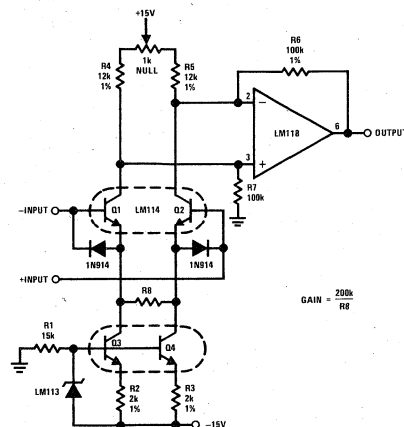 +15V
R4
12k
1%
1k
NULL
R5
12k
1%
R6
100k
1%
2
−
LM118
6
OUTPUT
3
+
R7
100k
−INPUT
Q1
LM114
Q2
1N914
1N914
+INPUT
R8
GAIN = 200k
R8
R1
15k
Q3
Q4
LM113
R2
2k
1%
R3
2k
1%
−15V